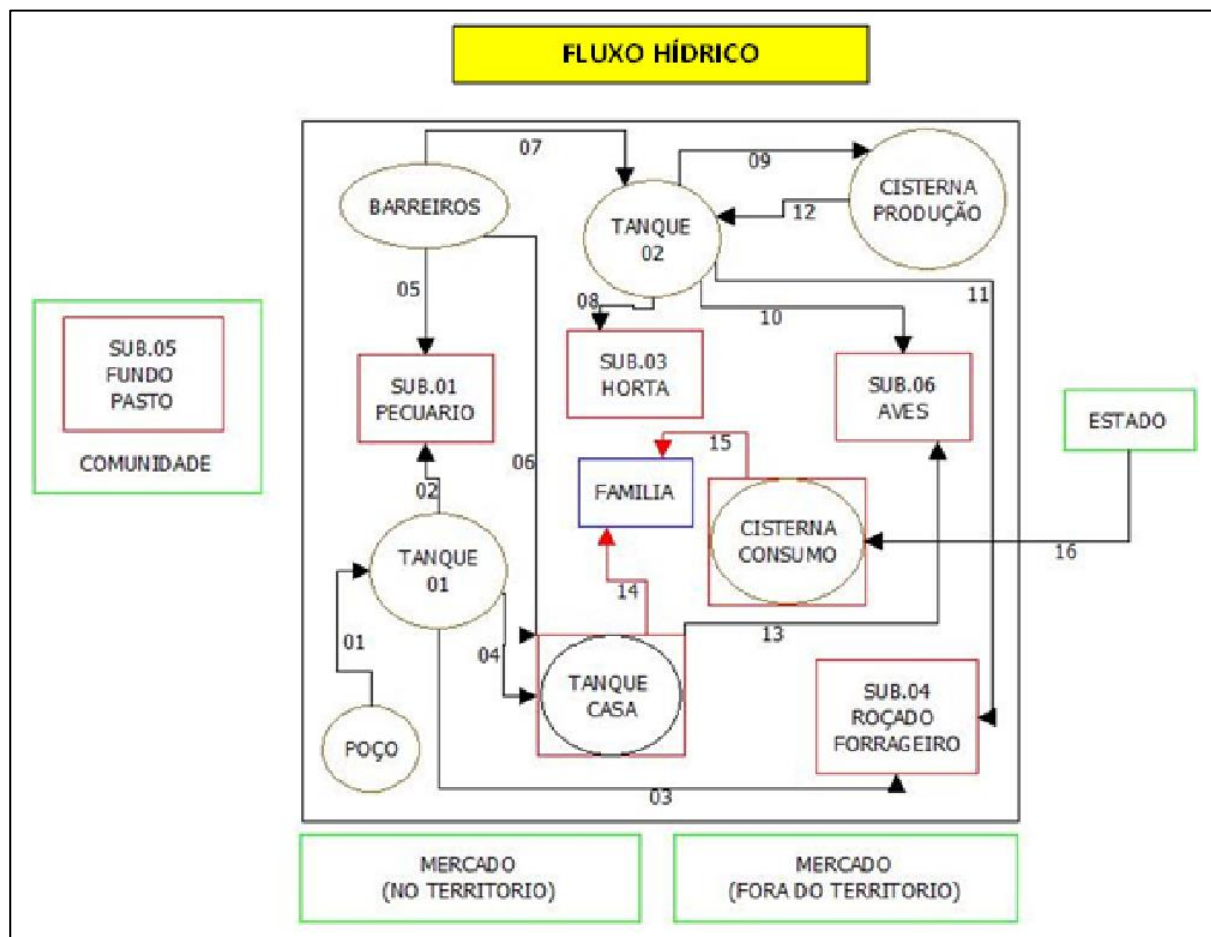 FLUXO HÍDRICO
07
09
BARREIROS
CISTERNA
PRODUÇÃO
TANQUE
02
12
05
08
10
11
SUB.05
FUNDO
PASTO
COMUNIDADE
SUB.01
PECUARIO
SUB.03
HORTA
SUB.06
AVES
ESTADO
06
15
02
FAMILIA
CISTERNA
CONSUMO
16
TANQUE
01
14
01
04
13
TANQUE
CASA
SUB.04
ROÇADO
FORRAGEIRO
POÇO
03
MERCADO
(NO TERRITORIO)
MERCADO
(FORA DO TERRITORIO)